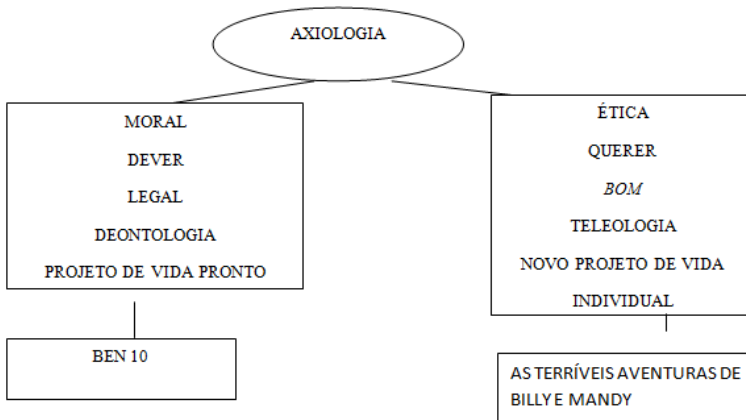 AXIOLOGIA
MORAL
DEVER
LEGAL
DEONTOLOGIA
PROJETO DE VIDA PRONTO
BEN 10
ÉTICA
QUERER
BOM
TELEOLOGIA
NOVO PROJETO DE VIDA
INDIVIDUAL
AS TERRÍVEIS AVENTURAS DE
BILLY E MANDY